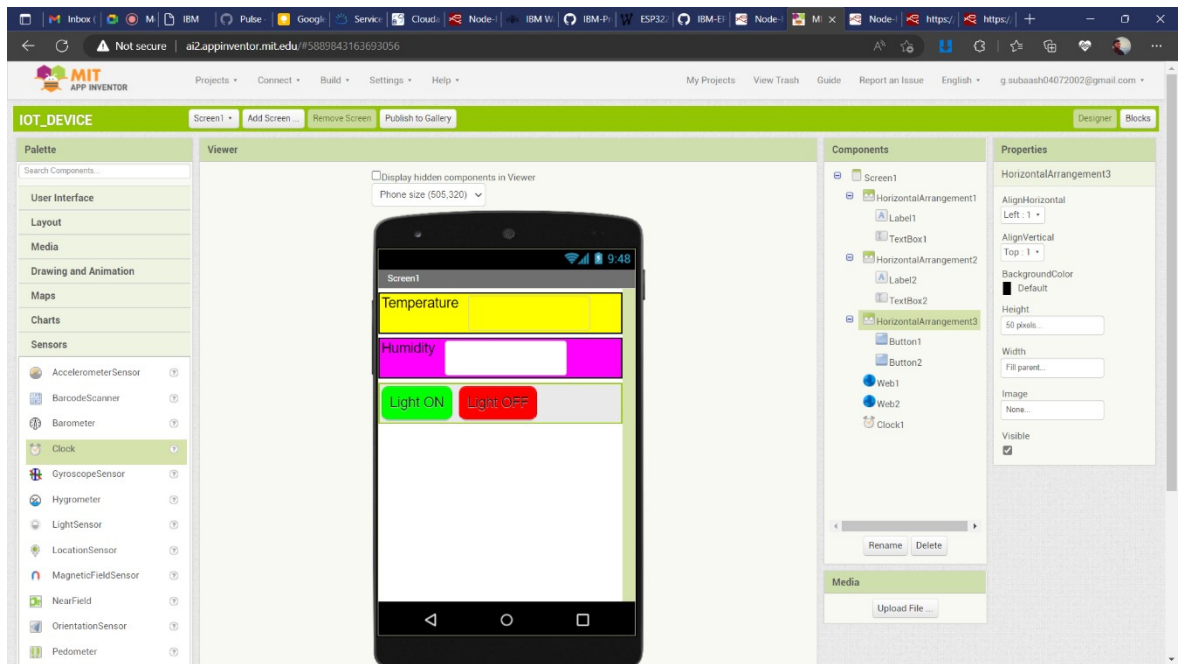 Inbox (
M
IBM
Pulse
Google
Service
Clouda
Node-
IBM W
IBM-Pr
ESP32:
IBM-EF
Node-
MI
Node-
https:/
https:/
Not secure
ai2.appinventor.mit.edu/#5889843163693056
MIT
APP INVENTOR
Projects
Connect
Build
Settings
Help
My Projects
View Trash
Guide
Report an Issue
English
g.subaash04072002@gmail.com
IOT_DEVICE
Screen1
Add Screen ...
Remove Screen
Publish to Gallery
Designer
Blocks
Palette
Search Components...
User Interface
Layout
Media
Drawing and Animation
Maps
Charts
Sensors
AccelerometerSensor
BarcodeScanner
Barometer
Clock
GyroscopeSensor
Hygrometer
LightSensor
LocationSensor
MagneticFieldSensor
NearField
OrientationSensor
Pedometer
Viewer
Display hidden components in Viewer
Phone size (505,320)
9:48
Screen1
Temperature
Humidity
Light ON
Light OFF
Components
Screen1
HorizontalArrangement1
Label1
TextBox1
HorizontalArrangement2
Label2
TextBox2
HorizontalArrangement3
Button1
Button2
Web1
Web2
Clock1
Rename
Delete
Media
Upload File ...
Properties
HorizontalArrangement3
AlignHorizontal
Left : 1
AlignVertical
Top : 1
BackgroundColor
Default
Height
50 pixels...
Width
Fill parent...
Image
None...
Visible